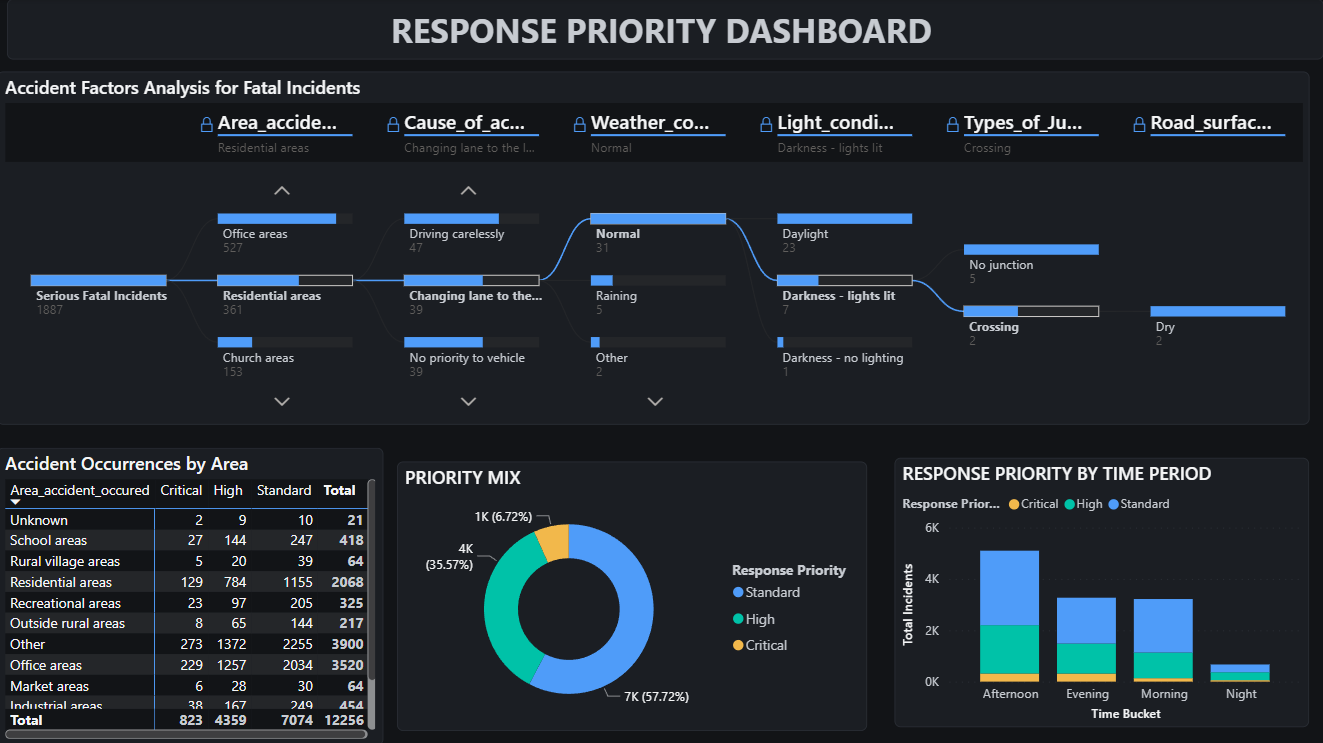 RESPONSE PRIORITY DASHBOARD
Accident Factors Analysis for Fatal Incidents
Area_accide... Cause_of_ac... Weather_co... Light_condi... Types_of_Ju... Road_surfac...
Residential areas Changing lane to the l... Normal Darkness - lights lit Crossing
Office areas
527
Driving carelessly
47
Normal
31
Daylight
23
No junction
5
Serious Fatal Incidents
1887
Residential areas
361
Changing lane to the...
39
Raining
5
Darkness - lights lit
7
Crossing
2
Dry
2
Church areas
153
No priority to vehicle
39
Other
2
Darkness - no lighting
1
Accident Occurrences by Area
Area_accident_occured Critical High Standard Total
Unknown 2 9 10 21
School areas 27 144 247 418
Rural village areas 5 20 39 64
Residential areas 129 784 1155 2068
Recreational areas 23 97 205 325
Outside rural areas 8 65 144 217
Other 273 1372 2255 3900
Office areas 229 1257 2034 3520
Market areas 6 28 30 64
Industrial areas 38 167 249 454
Total 823 4359 7074 12256
PRIORITY MIX
1K (6.72%)
4K
(35.57%)
7K (57.72%)
Response Priority
Standard
High
Critical
RESPONSE PRIORITY BY TIME PERIOD
Response Prior... Critical High Standard
6K
4K
2K
0K
Total Incidents
Afternoon Evening Morning Night
Time Bucket